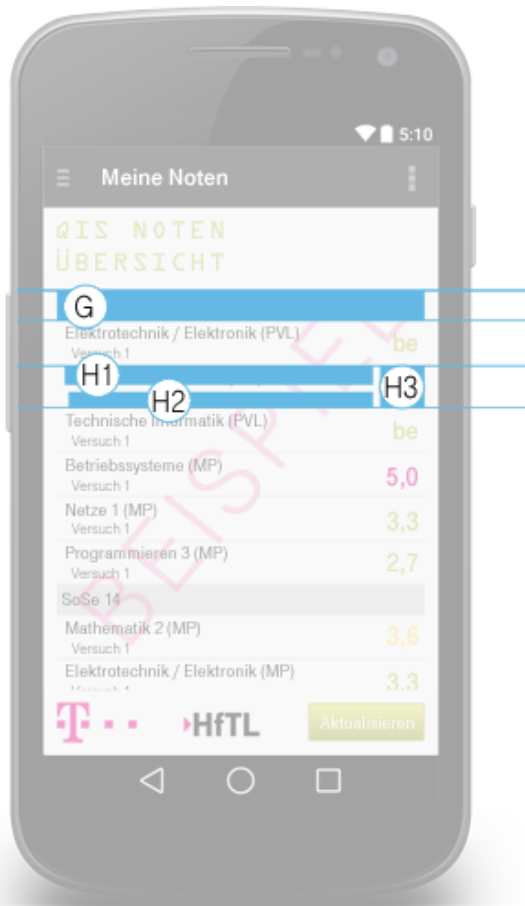 5:10
Meine Noten
QIS NOTEN
ÜBERSICHT
G
Elektrotechnik / Elektronik (PVL)
be
Versuch 1
H1
H2
H3
Technische Informatik (PVL)
be
Versuch 1
Betriebssysteme (MP)
5,0
Versuch 1
Netze 1 (MP)
3,3
Versuch 1
Programmieren 3 (MP)
2,7
Versuch 1
SoSe 14
Mathematik 2 (MP)
3,6
Versuch 1
Elektrotechnik / Elektronik (MP)
3,3
BEISPIEL
T
HfTL
Aktualisieren